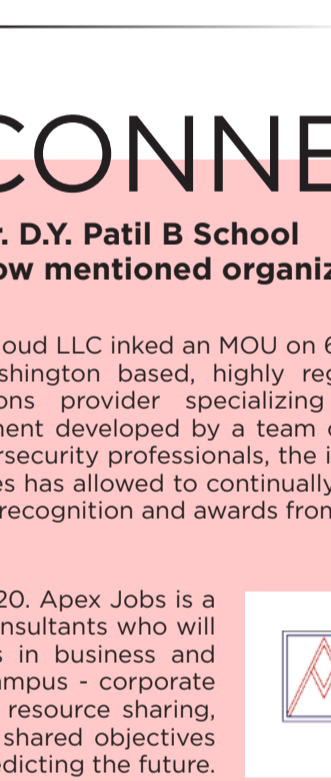 CONNE
r. D.Y. Patil B School
ow mentioned organiz
oud LLC inked an MOU on 6
shington based, highly reg
ons provider specializing
ment developed by a team o
rsecurity professionals, the i
es has allowed to continually
recognition and awards from
20. Apex Jobs is a
nsultants who will
s in business and
ampus - corporate
resource sharing,
shared objectives
edicting the future.